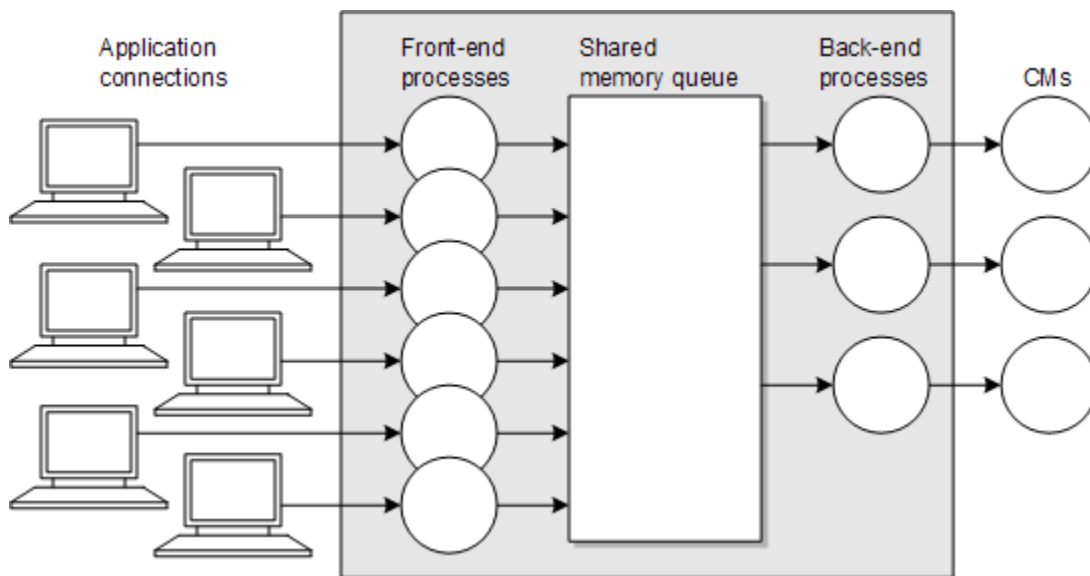 Application
connections
Front-end
processes
Shared
memory queue
Back-end
processes
CMs